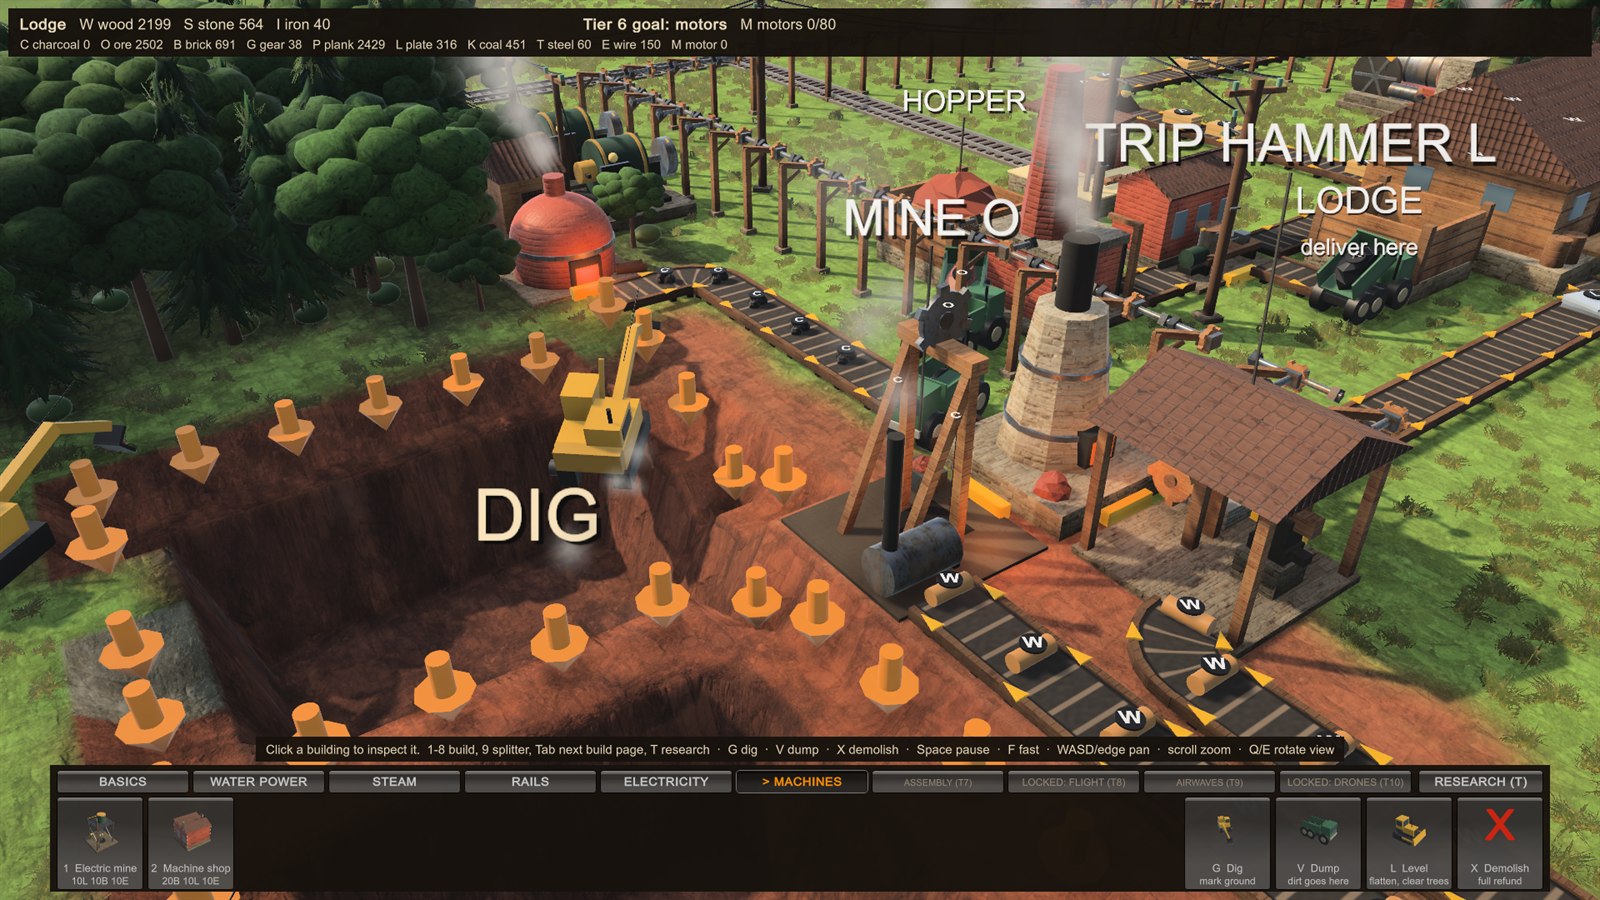 Lodge W wood 2199 S stone 564 I iron 40
Tier 6 goal: motors M motors 0/80
C charcoal 0 O ore 2502 B brick 691 G gear 38 P plank 2429 L plate 316 K coal 451 T steel 60 E wire 150 M motor 0
HOPPER
TRIP HAMMER L
MINE O
LODGE
deliver here
C
C
C
C
C
C
C
O
O
DIG
W
W
W
W
W
Click a building to inspect it. 1-8 build, 9 splitter, Tab next build page, T research · G dig · V dump · X demolish · Space pause · F fast · WASD/edge pan · scroll zoom · Q/E rotate view
BASICS
WATER POWER
STEAM
RAILS
ELECTRICITY
> MACHINES
ASSEMBLY (T7)
LOCKED: FLIGHT (T8)
AIRWAVES (T9)
LOCKED: DRONES (T10)
RESEARCH (T)
1 Electric mine
10L 10B 10E
2 Machine shop
20B 10L 10E
G Dig
mark ground
V Dump
dirt goes here
L Level
flatten, clear trees
X Demolish
full refund